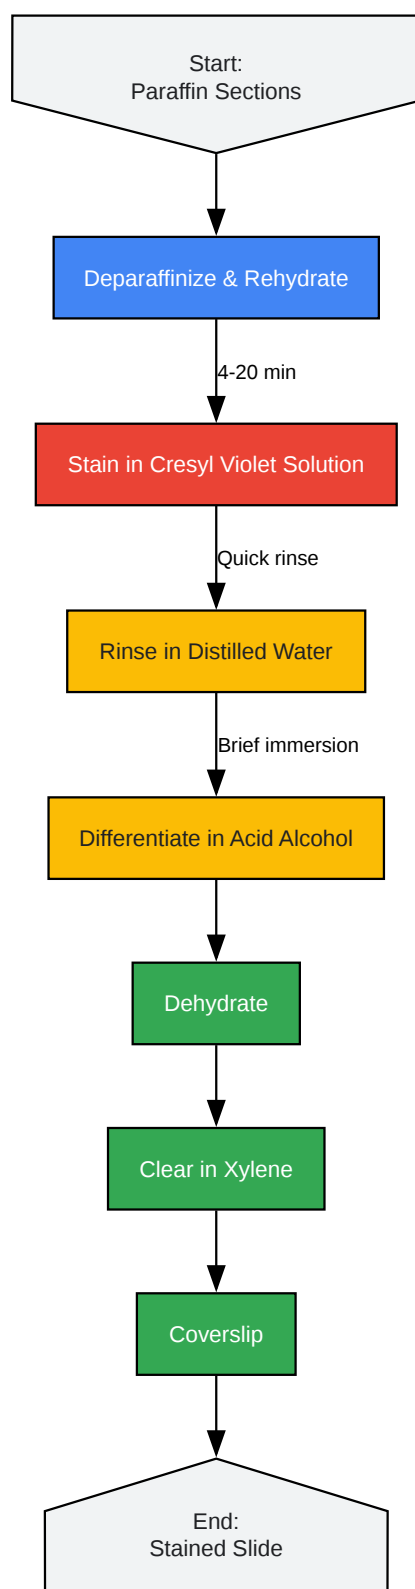 Start:
Paraffin Sections
Deparaffinize & Rehydrate
4-20 min
Stain in Cresyl Violet Solution
Quick rinse
Rinse in Distilled Water
Brief immersion
Differentiate in Acid Alcohol
Dehydrate
Clear in Xylene
Coverslip
End:
Stained Slide